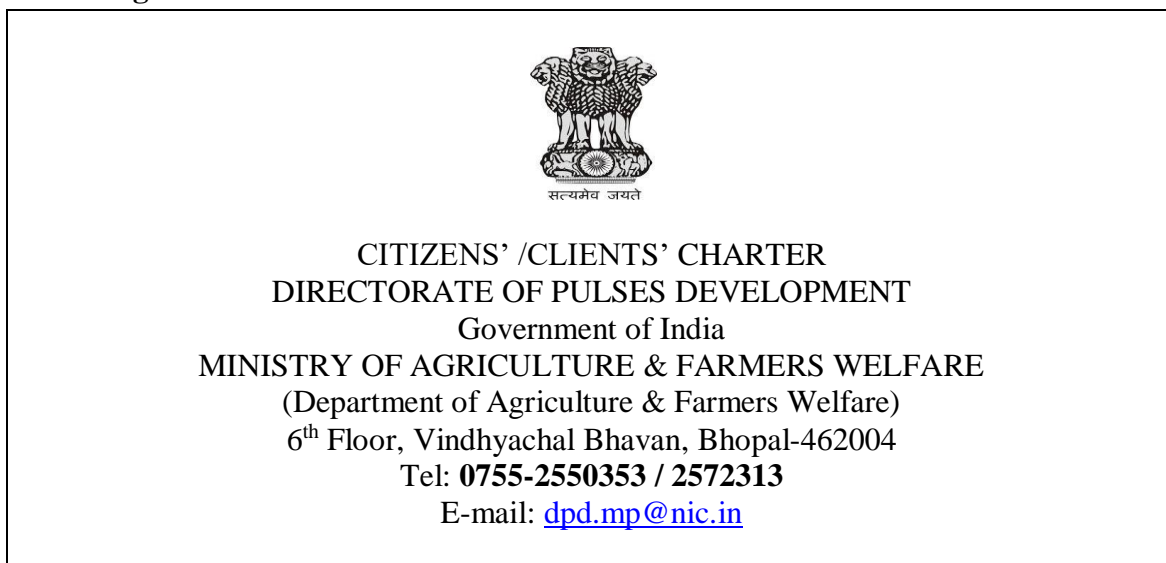 सत्यमेव जयते
CITIZENS’ /CLIENTS’ CHARTER
DIRECTORATE OF PULSES DEVELOPMENT
Government of India
MINISTRY OF AGRICULTURE & FARMERS WELFARE
(Department of Agriculture & Farmers Welfare)
6th Floor, Vindhyachal Bhavan, Bhopal-462004
Tel: 0755-2550353 / 2572313
E-mail: dpd.mp@nic.in